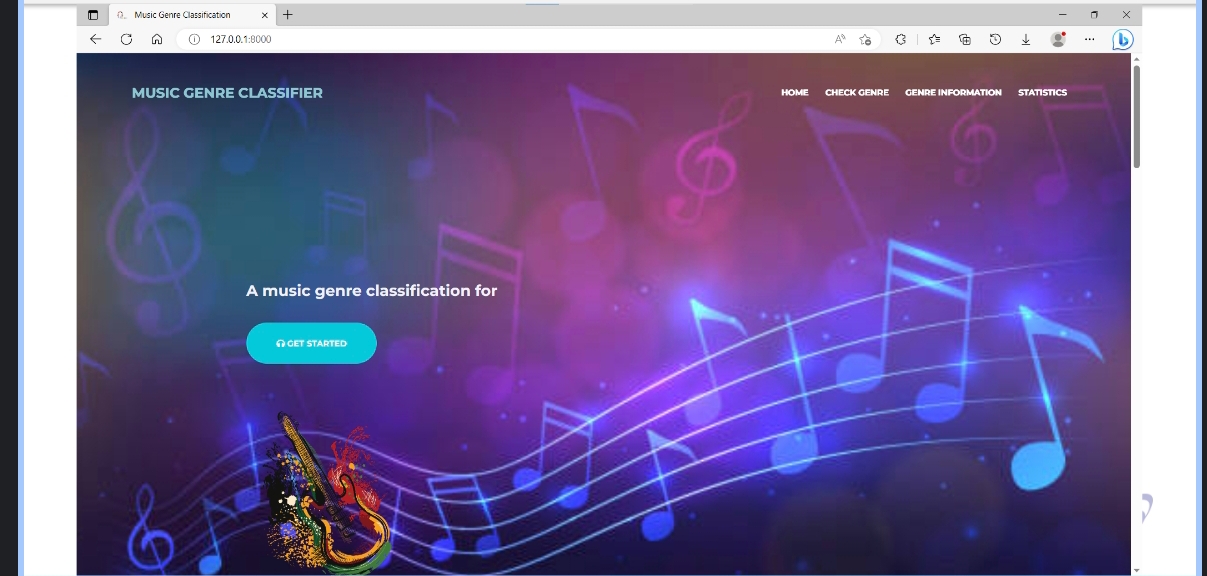 Music Genre Classification
127.0.0.1:8000
MUSIC GENRE CLASSIFIER
HOME
CHECK GENRE
GENRE INFORMATION
STATISTICS
A music genre classification for
GET STARTED